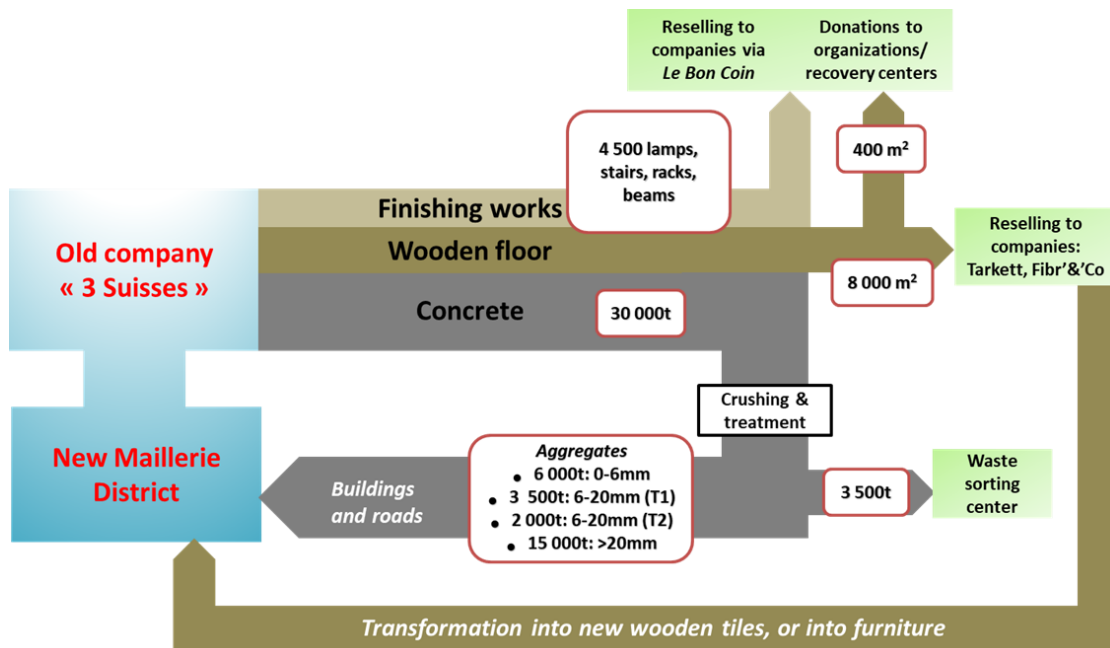 Reselling to
companies via
Le Bon Coin
Donations to
organizations/
recovery centers
4 500 lamps,
stairs, racks,
beams
400 m²
Finishing works
Old company
« 3 Suisses »
Wooden floor
Reselling to
companies:
Tarkett, Fibr’&’Co
8 000 m²
Concrete
30 000t
Crushing &
treatment
New Maillerie
District
Buildings
and roads
Aggregates
• 6 000t: 0-6mm
• 3 500t: 6-20mm (T1)
• 2 000t: 6-20mm (T2)
• 15 000t: >20mm
3 500t
Waste
sorting
center
Transformation into new wooden tiles, or into furniture